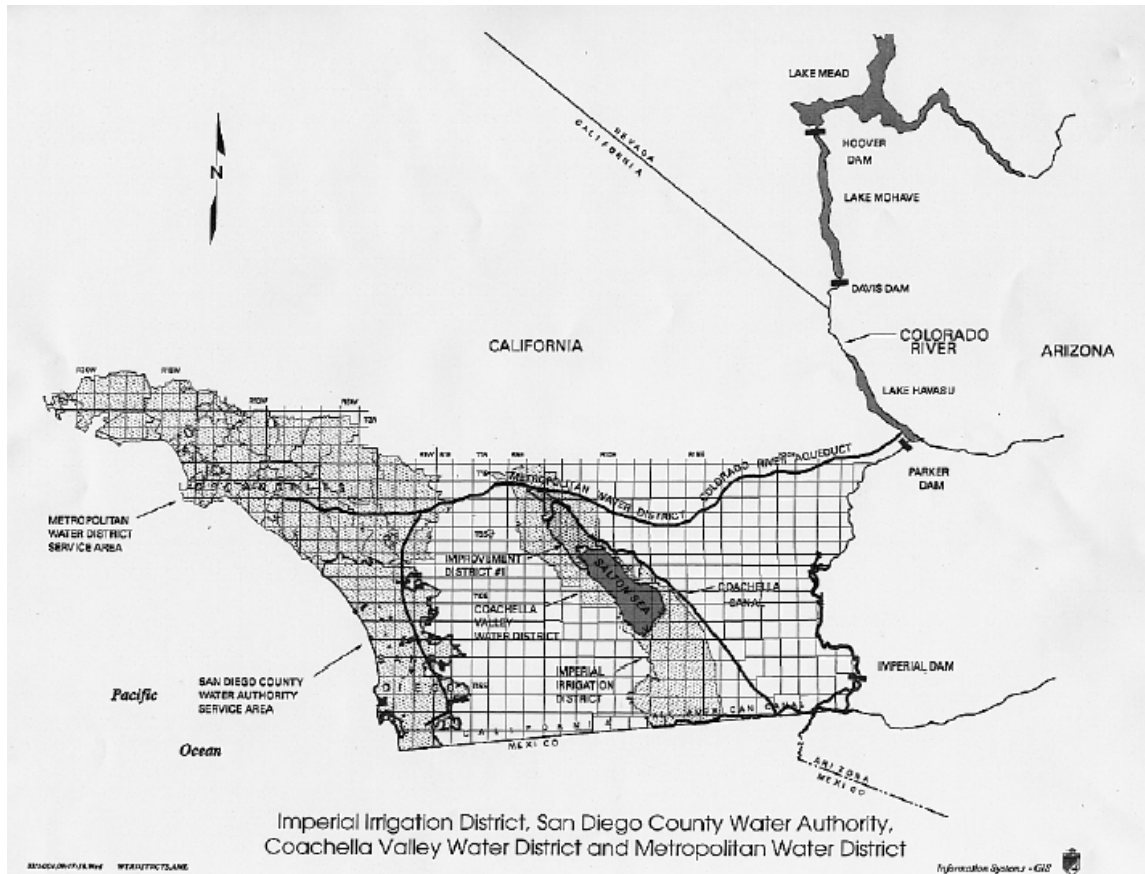 LAKE MEAD
NEVADA
CALIFORNIA
HOOVER
DAM
N
LAKE MOHAVE
DAVIS DAM
COLORADO
RIVER
CALIFORNIA
ARIZONA
LAKE HAVASU
COLORADO RIVER AQUEDUCT
METROPOLITAN WATER DISTRICT
PARKER
DAM
METROPOLITAN
WATER DISTRICT
SERVICE AREA
IMPROVEMENT
DISTRICT #1
SALTON SEA
COACHELLA
CANAL
COACHELLA
VALLEY
WATER DISTRICT
IMPERIAL DAM
IMPERIAL
IRRIGATION
DISTRICT
SAN DIEGO COUNTY
WATER AUTHORITY
SERVICE AREA
Pacific
Ocean
CALIFORNIA
MEXICO
CANAL
ARIZONA
MEXICO
Imperial Irrigation District, San Diego County Water Authority,
Coachella Valley Water District and Metropolitan Water District
Information Systems - GIS